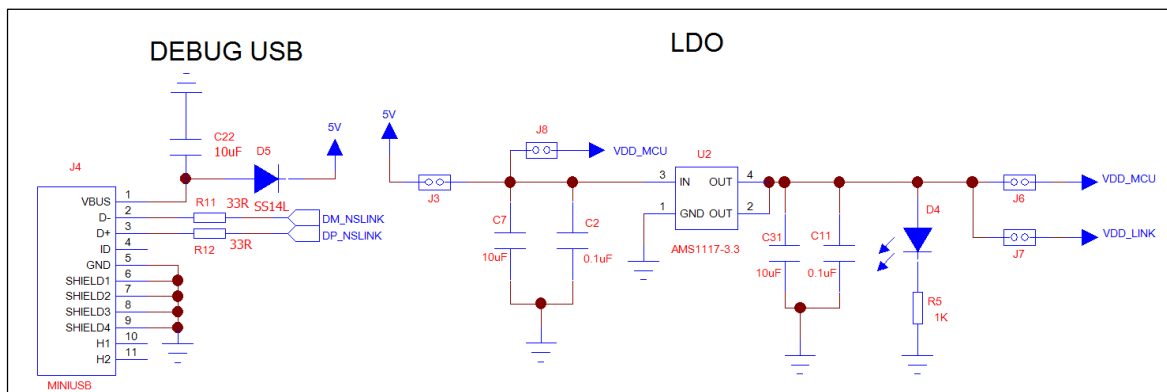 DEBUG USB
LDO
C22
10uF
D5
5V
SS14L
J4
1
VBUS
2
D-
3
D+
4
ID
5
GND
6
SHIELD1
7
SHIELD2
8
SHIELD3
9
SHIELD4
10
H1
11
H2
MINIUSB
R11
33R
DM_NSLINK
DP_NSLINK
R12
33R
5V
J3
J8
VDD_MCU
C7
10uF
C2
0.1uF
U2
3
IN
OUT
4
1
GND
OUT
2
AMS1117-3.3
C31
10uF
C11
0.1uF
D4
R5
1K
J6
VDD_MCU
J7
VDD_LINK